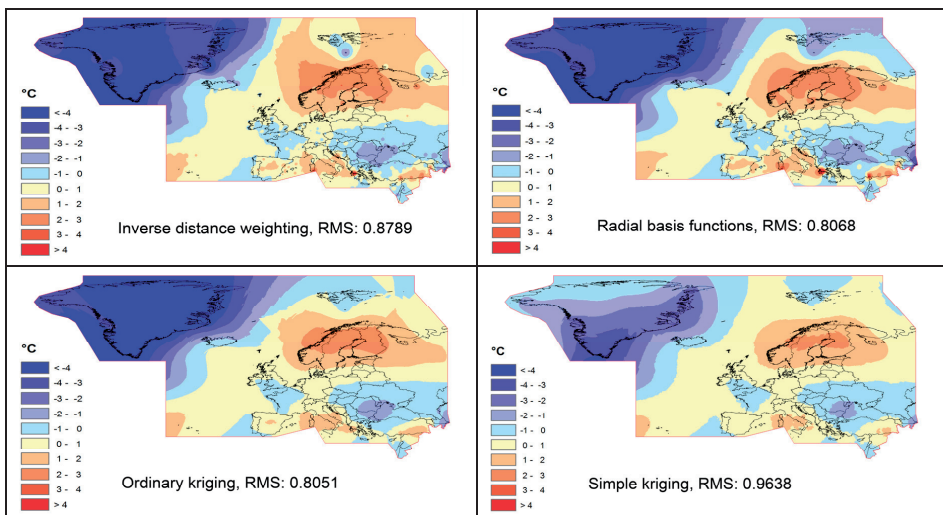 °C
< -4
-4 - -3
-3 - -2
-2 - -1
-1 - 0
0 - 1
1 - 2
2 - 3
3 - 4
> 4
Inverse distance weighting, RMS: 0.8789
°C
< -4
-4 - -3
-3 - -2
-2 - -1
-1 - 0
0 - 1
1 - 2
2 - 3
3 - 4
> 4
Radial basis functions, RMS: 0.8068
°C
< -4
-4 - -3
-3 - -2
-2 - -1
-1 - 0
0 - 1
1 - 2
2 - 3
3 - 4
> 4
Ordinary kriging, RMS: 0.8051
°C
< -4
-4 - -3
-3 - -2
-2 - -1
-1 - 0
0 - 1
1 - 2
2 - 3
3 - 4
> 4
Simple kriging, RMS: 0.9638